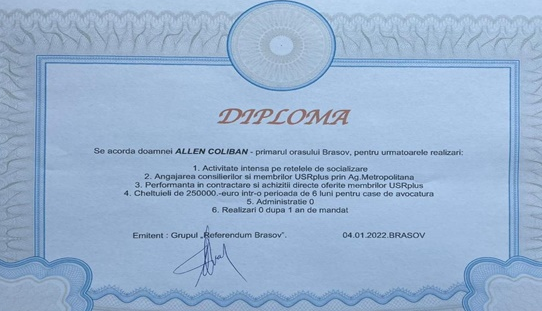 DIPLOMA
Se acorda doamnei ALLEN COLIBAN - primarul orasului Brasov, pentru urmatoarele realizari:
1. Activitate intensa pe retelele de socializare
2. Angajarea consilierilor si membrilor USRplus prin Ag.Metropolitana
3. Performanta in contractare si achizitii directe oferite membrilor USRplus
4. Cheltuieli de 250000.-euro intr-o perioada de 6 luni pentru case de avocatura
5. Administratie 0
6. Realizari 0 dupa 1 an de mandat
Emitent : Grupul „Referendum Brasov”. 04.01.2022.BRASOV